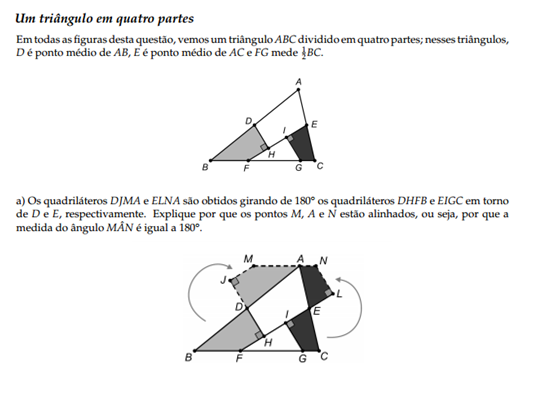 Um triângulo em quatro partes
Em todas as figuras desta questão, vemos um triângulo ABC dividido em quatro partes; nesses triângulos,
D é ponto médio de AB, E é ponto médio de AC e FG mede ½BC.
A
D
I
E
H
B
F
G
C
a) Os quadriláteros DJMA e ELNA são obtidos girando de 180° os quadriláteros DHFB e EIGC em torno
de D e E, respectivamente. Explique por que os pontos M, A e N estão alinhados, ou seja, por que a
medida do ângulo MÂN é igual a 180°.
M
A
N
J
L
D
I
E
H
B
F
G
C